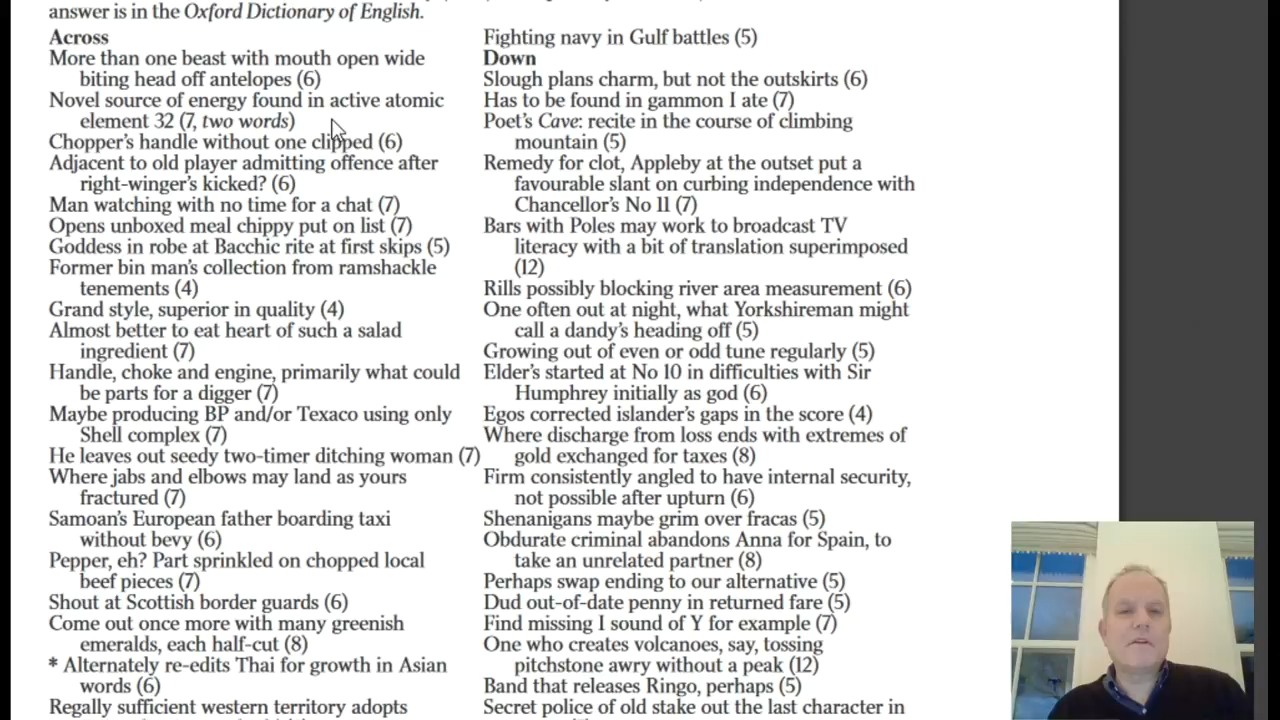 answer is in the Oxford Dictionary of English.
Across
More than one beast with mouth open wide
biting head off antelopes (6)
Novel source of energy found in active atomic
element 32 (7, two words)
Chopper's handle without one clipped (6)
Adjacent to old player admitting offence after
right-winger's kicked? (6)
Man watching with no time for a chat (7)
Opens unboxed meal chippy put on list (7)
Goddess in robe at Bacchic rite at first skips (5)
Former bin man's collection from ramshackle
tenements (4)
Grand style, superior in quality (4)
Almost better to eat heart of such a salad
ingredient (7)
Handle, choke and engine, primarily what could
be parts for a digger (7)
Maybe producing BP and/or Texaco using only
Shell complex (7)
He leaves out seedy two-timer ditching woman (7)
Where jabs and elbows may land as yours
fractured (7)
Samoan's European father boarding taxi
without bevy (6)
Pepper, eh? Part sprinkled on chopped local
beef pieces (7)
Shout at Scottish border guards (6)
Come out once more with many greenish
emeralds, each half-cut (8)
* Alternately re-edits Thai for growth in Asian
words (6)
Regally sufficient western territory adopts
Fighting navy in Gulf battles (5)
Down
Slough plans charm, but not the outskirts (6)
Has to be found in gammon I ate (7)
Poet's Cave: recite in the course of climbing
mountain (5)
Remedy for clot, Appleby at the outset put a
favourable slant on curbing independence with
Chancellor's No 11 (7)
Bars with Poles may work to broadcast TV
literacy with a bit of translation superimposed
(12)
Rills possibly blocking river area measurement (6)
One often out at night, what Yorkshireman might
call a dandy's heading off (5)
Growing out of even or odd tune regularly (5)
Elder's started at No 10 in difficulties with Sir
Humphrey initially as god (6)
Egos corrected islander's gaps in the score (4)
Where discharge from loss ends with extremes of
gold exchanged for taxes (8)
Firm consistently angled to have internal security,
not possible after upturn (6)
Shenanigans maybe grim over fracas (5)
Obdurate criminal abandons Anna for Spain, to
take an unrelated partner (8)
Perhaps swap ending to our alternative (5)
Dud out-of-date penny in returned fare (5)
Find missing I sound of Y for example (7)
One who creates volcanoes, say, tossing
pitchstone awry without a peak (12)
Band that releases Ringo, perhaps (5)
Secret police of old stake out the last character in